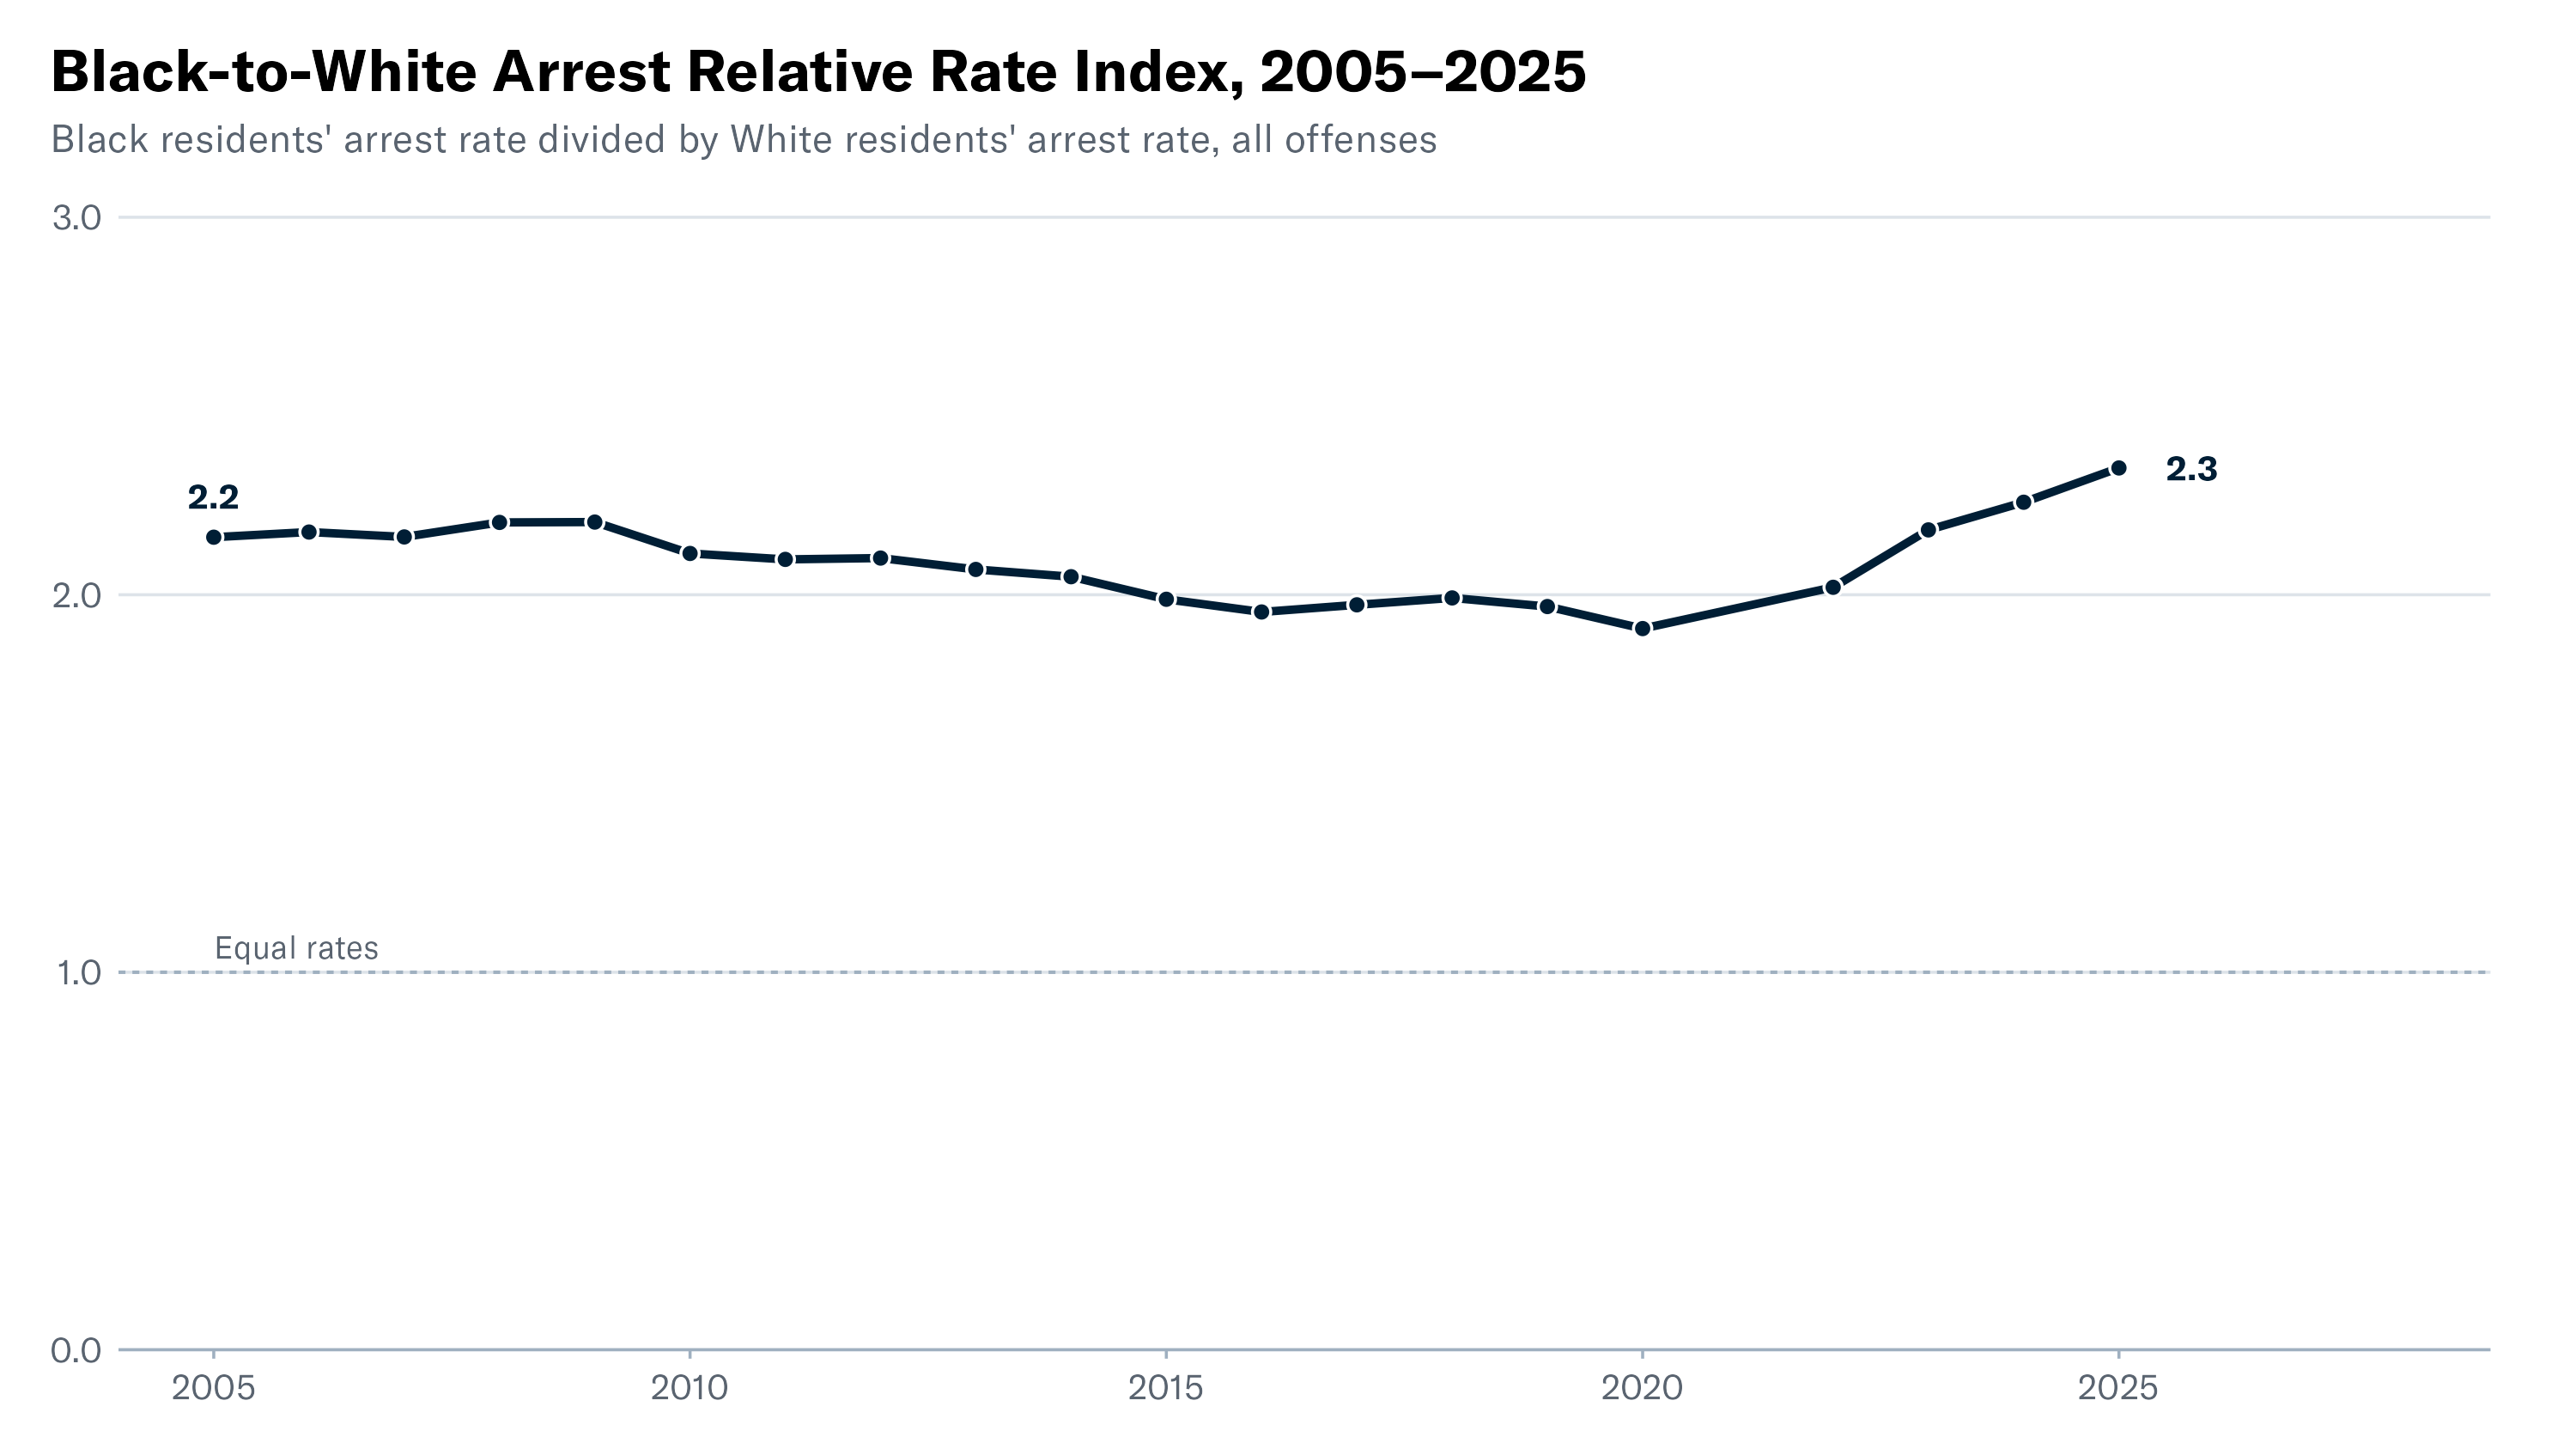 Black-to-White Arrest Relative Rate Index, 2005–2025
Black residents' arrest rate divided by White residents' arrest rate, all offenses
3.0
2.3
2.2
2.0
Equal rates
1.0
0.0
2005 2010 2015 2020 2025